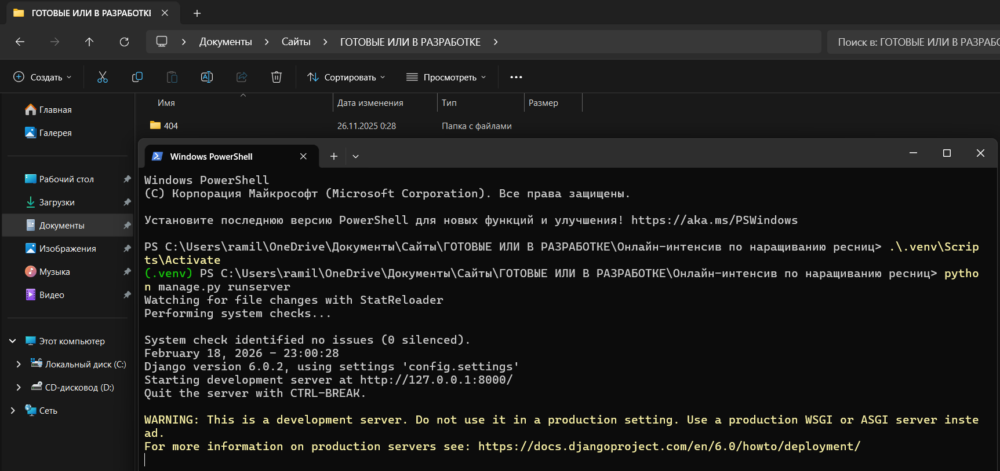 ГОТОВЫЕ ИЛИ В РАЗРАБОТКЕ
Документы
Сайты
ГОТОВЫЕ ИЛИ В РАЗРАБОТКЕ
Поиск в: ГОТОВЫЕ ИЛИ В РАЗРАБО
Создать
Сортировать
Просмотреть
Имя
Дата изменения
Тип
Размер
404
26.11.2025 0:28
Папка с файлами
Главная
Галерея
Рабочий стол
Загрузки
Документы
Изображения
Музыка
Видео
Этот компьютер
Локальный диск (C:)
CD-дисковод (D:)
Сеть
Windows PowerShell
Windows PowerShell
(C) Корпорация Майкрософт (Microsoft Corporation). Все права защищены.
Установите последнюю версию PowerShell для новых функций и улучшения! https://aka.ms/PSWindows
PS C:\Users\ramil\OneDrive\Документы\Сайты\ГОТОВЫЕ ИЛИ В РАЗРАБОТКЕ\Онлайн-интенсив по наращиванию ресниц> .\.venv\Scrip
ts\Activate
(.venv) PS C:\Users\ramil\OneDrive\Документы\Сайты\ГОТОВЫЕ ИЛИ В РАЗРАБОТКЕ\Онлайн-интенсив по наращиванию ресниц> pytho
n manage.py runserver
Watching for file changes with StatReloader
Performing system checks...
System check identified no issues (0 silenced).
February 18, 2026 - 23:00:28
Django version 6.0.2, using settings 'config.settings'
Starting development server at http://127.0.0.1:8000/
Quit the server with CTRL-BREAK.
WARNING: This is a development server. Do not use it in a production setting. Use a production WSGI or ASGI server inste
ad.
For more information on production servers see: https://docs.djangoproject.com/en/6.0/howto/deployment/